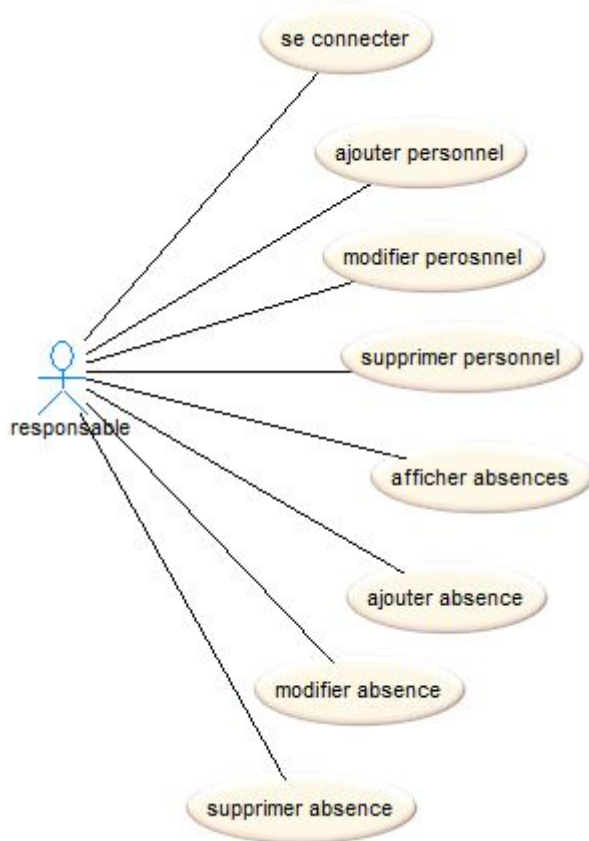 se connecter
ajouter personnel
modifier perosnnel
supprimer personnel
responsable
afficher absences
ajouter absence
modifier absence
supprimer absence